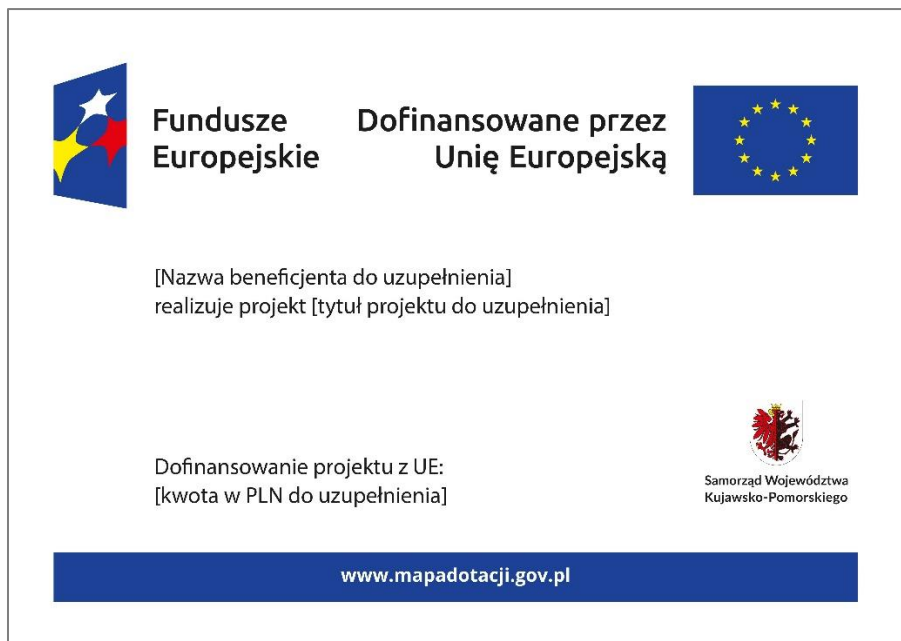 Fundusze
Europejskie
Dofinansowane przez
Unię Europejską
[Nazwa beneficjenta do uzupełnienia]
realizuje projekt [tytuł projektu do uzupełnienia]
Dofinansowanie projektu z UE:
[kwota w PLN do uzupełnienia]
Samorząd Województwa
Kujawsko-Pomorskiego
www.mapadotacji.gov.pl